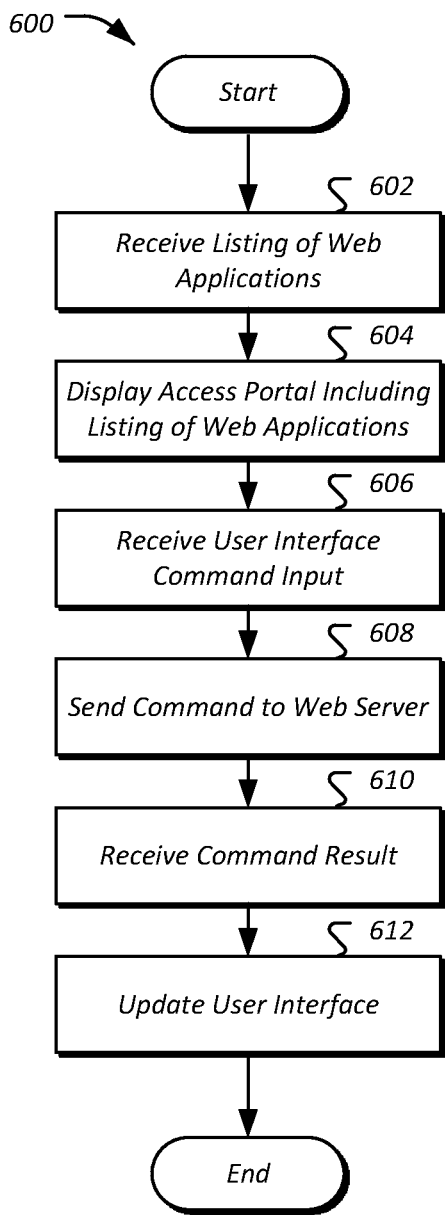 600
Start
602
Receive Listing of Web
Applications
604
Display Access Portal Including
Listing of Web Applications
606
Receive User Interface
Command Input
608
Send Command to Web Server
610
Receive Command Result
612
Update User Interface
End